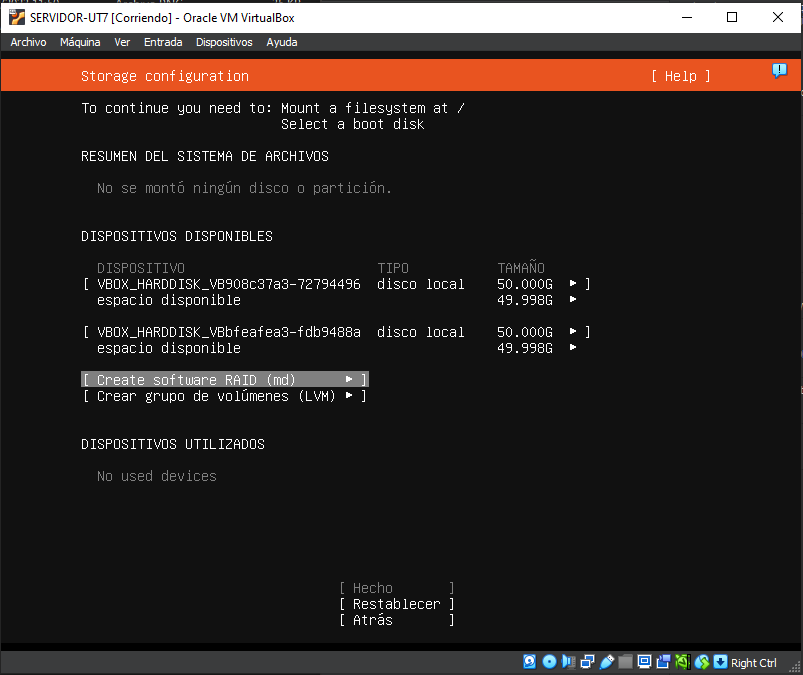 SERVIDOR-UT7 [Corriendo] - Oracle VM VirtualBox
Archivo Máquina Ver Entrada Dispositivos Ayuda
Storage configuration [ Help ]
To continue you need to: Mount a filesystem at /
Select a boot disk
RESUMEN DEL SISTEMA DE ARCHIVOS
No se montó ningún disco o partición.
DISPOSITIVOS DISPONIBLES
DISPOSITIVO TIPO TAMAÑO
[ VBOX_HARDDISK_VB908c37a3-72794496 disco local 50.000G ▸ ]
espacio disponible 49.998G ▸
[ VBOX_HARDDISK_VBbfeafea3-fdb9488a disco local 50.000G ▸ ]
espacio disponible 49.998G ▸
[ Create software RAID (md) ▸ ]
[ Crear grupo de volúmenes (LVM) ▸ ]
DISPOSITIVOS UTILIZADOS
No used devices
[ Hecho ]
[ Restablecer ]
[ Atrás ]
Right Ctrl